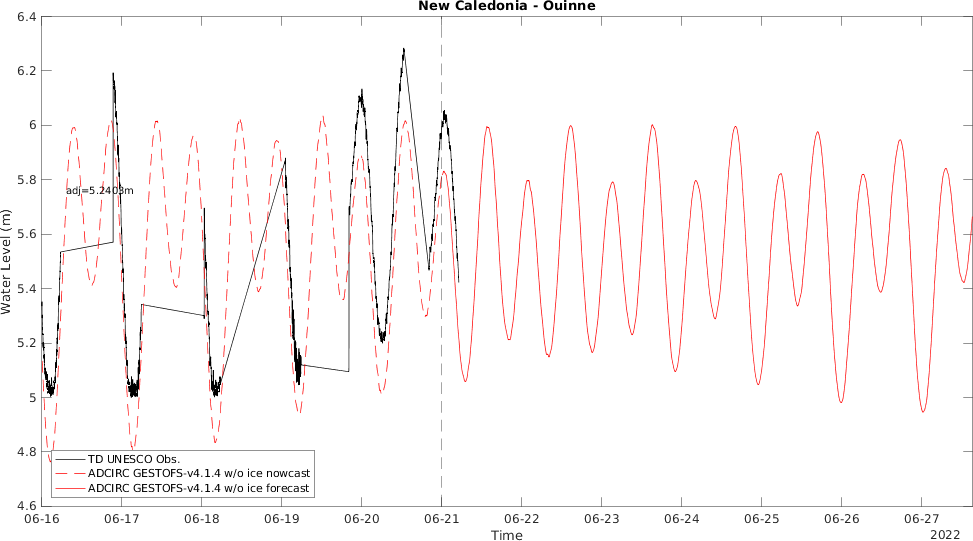 New Caledonia - Ouinne
6.4
6.2
6
5.8
5.6
5.4
5.2
5
4.8
4.6
Water Level (m)
adj=5.2403m
TD UNESCO Obs.
ADCIRC GESTOFS-v4.1.4 w/o ice nowcast
ADCIRC GESTOFS-v4.1.4 w/o ice forecast
06-16 06-17 06-18 06-19 06-20 06-21 06-22 06-23 06-24 06-25 06-26 06-27
Time
2022